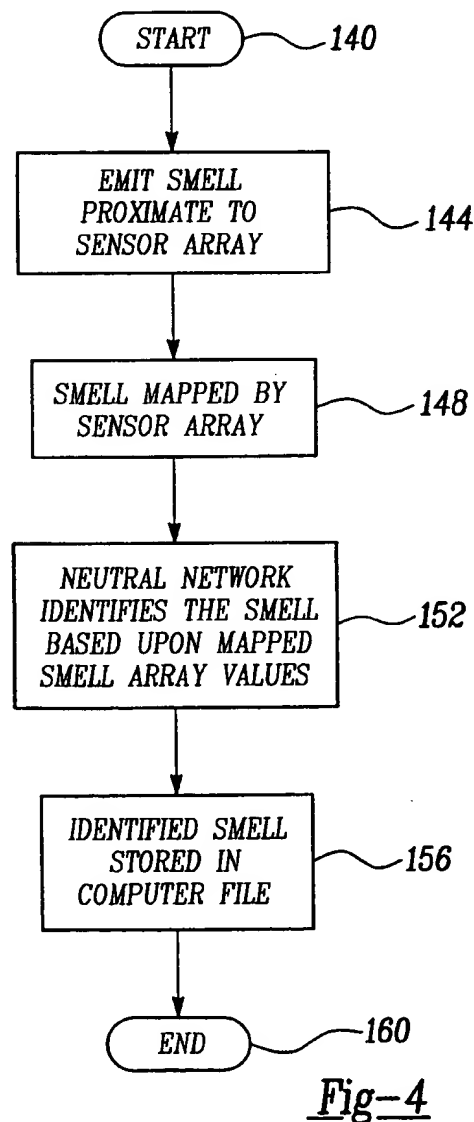 START
140
EMIT SMELL
PROXIMATE TO
SENSOR ARRAY
144
SMELL MAPPED BY
SENSOR ARRAY
148
NEUTRAL NETWORK
IDENTIFIES THE SMELL
BASED UPON MAPPED
SMELL ARRAY VALUES
152
IDENTIFIED SMELL
STORED IN
COMPUTER FILE
156
END
160
Fig-4